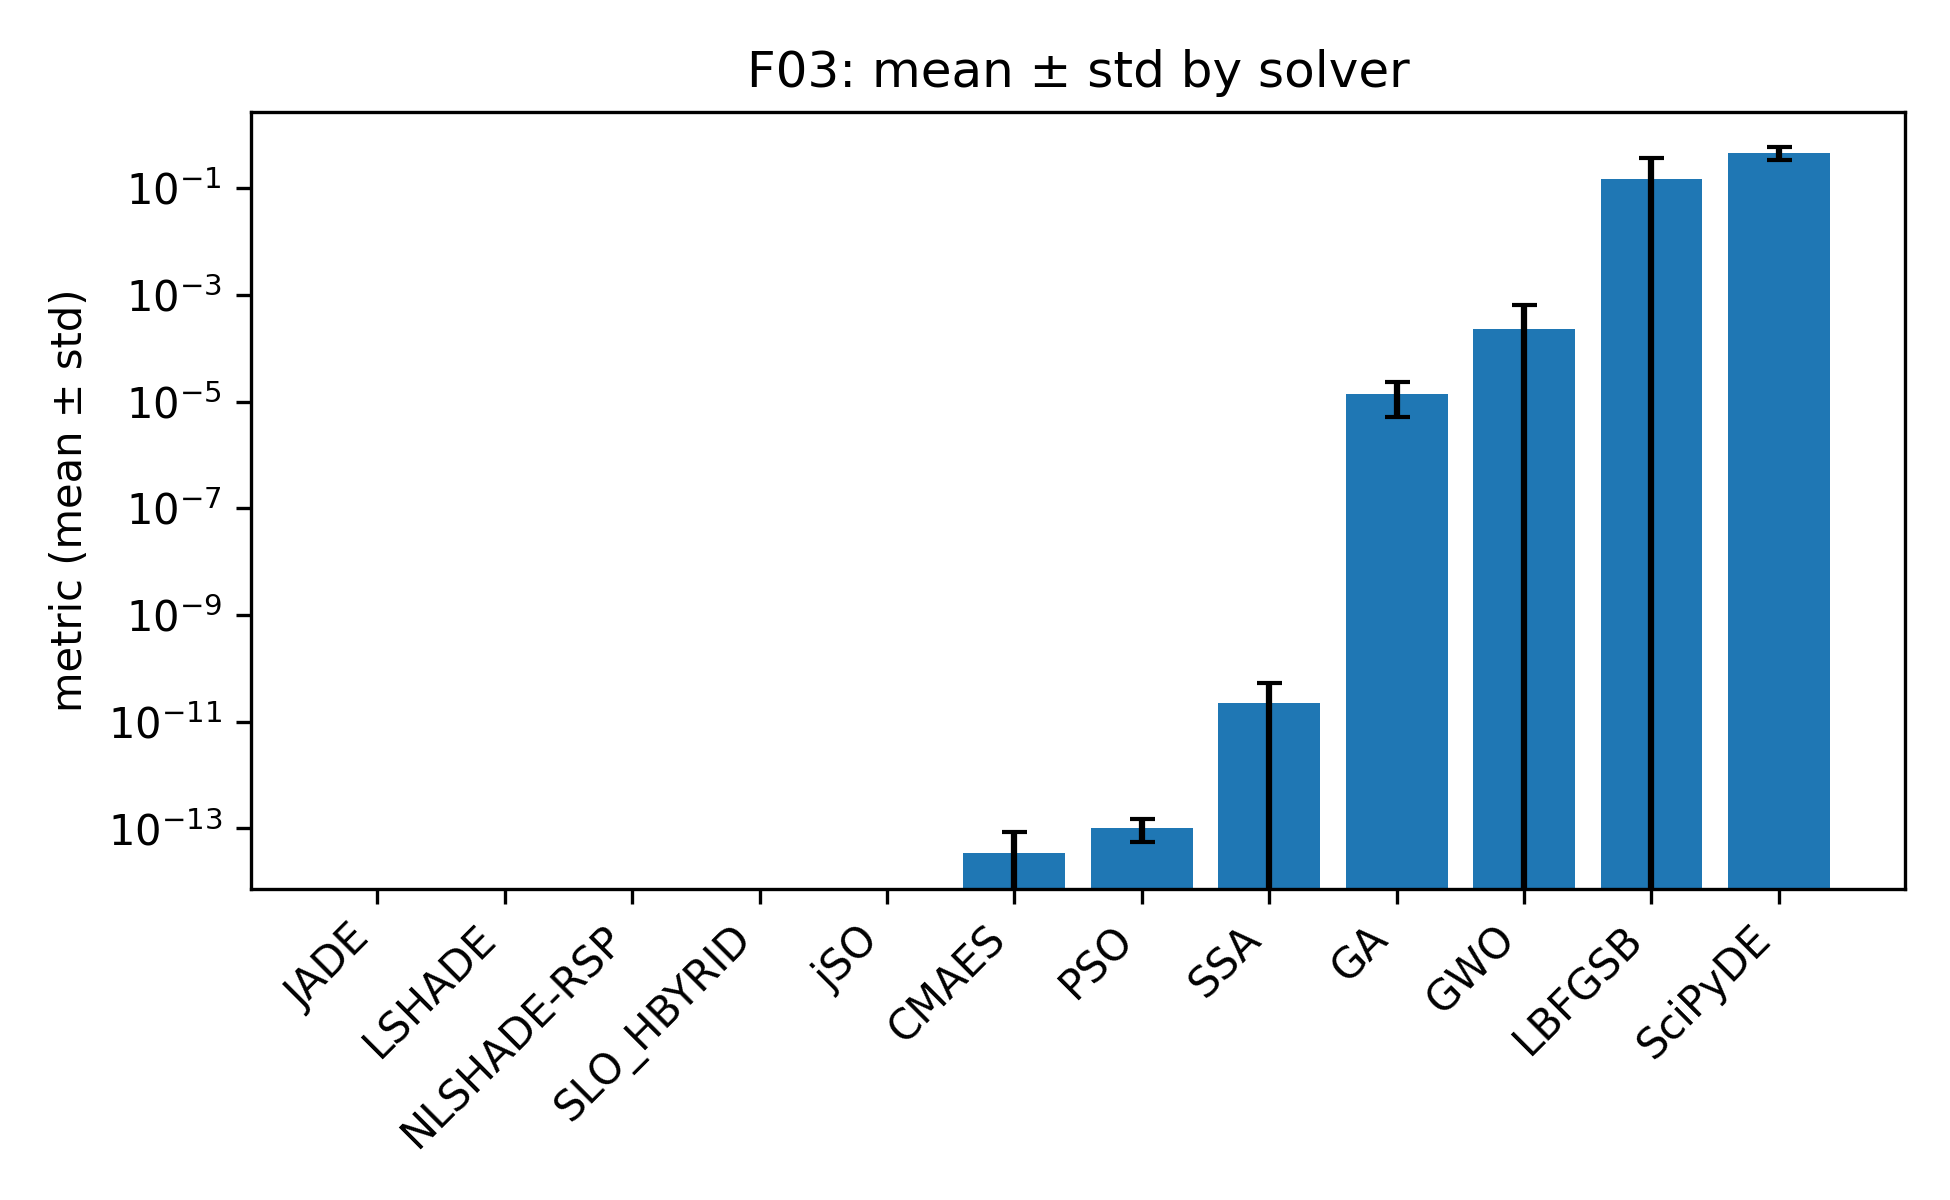 F03: mean ± std by solver
metric (mean ± std)
10⁻¹
10⁻³
10⁻⁵
10⁻⁷
10⁻⁹
10⁻¹¹
10⁻¹³
JADE
LSHADE
NLSHADE-RSP
SLO_HBYRID
jSO
CMAES
PSO
SSA
GA
GWO
LBFGSB
SciPyDE